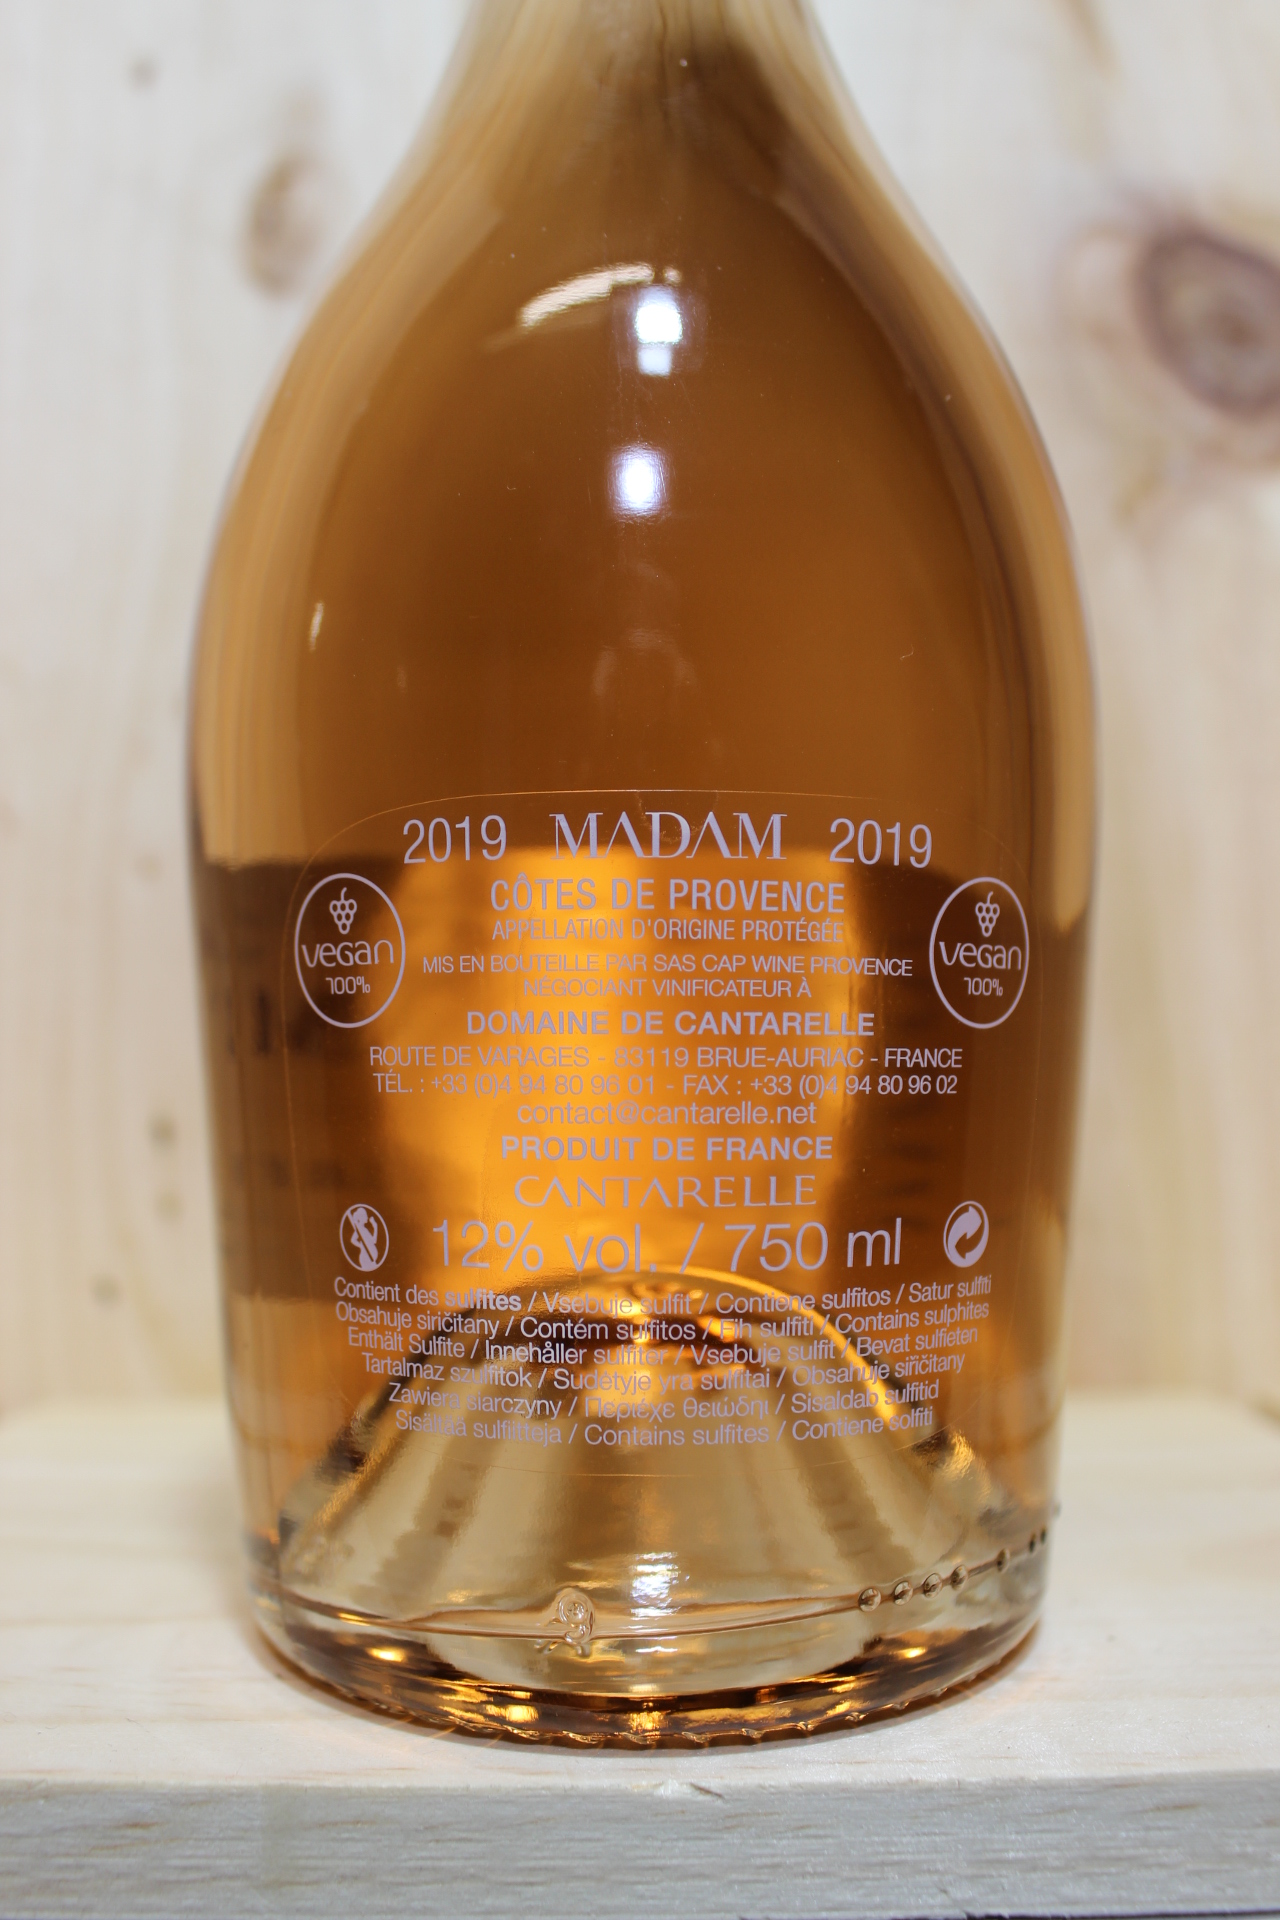 2019 MADAM 2019
CÔTES DE PROVENCE
APPELLATION D'ORIGINE PROTÉGÉE
vegan
100%
MIS EN BOUTEILLE PAR SAS CAP WINE PROVENCE
NÉGOCIANT VINIFICATEUR À
vegan
100%
DOMAINE DE CANTARELLE
ROUTE DE VARAGES - 83119 BRUE-AURIAC - FRANCE
TÉL. : +33 (0)4 94 80 96 01 - FAX : +33 (0)4 94 80 96 02
contact@cantarelle.net
PRODUIT DE FRANCE
CANTARELLE
12% vol. / 750 ml
Contient des sulfites / Vsebuje sulfit / Contiene sulfitos / Satur sulfiti
Obsahuje siričitany / Contém sulfitos / Fih sulfiti / Contains sulphites
Enthält Sulfite / Innehåller sulfiter / Vsebuje sulfit / Bevat sulfieten
Tartalmaz szulfitok / Sudėtyje yra sulfitai / Obsahuje siřičitany
Zawiera siarczyny / Περιέχε θειώδηι / Sisaldab sulfitid
Sisältää sulfiitteja / Contains sulfites / Contiene solfiti